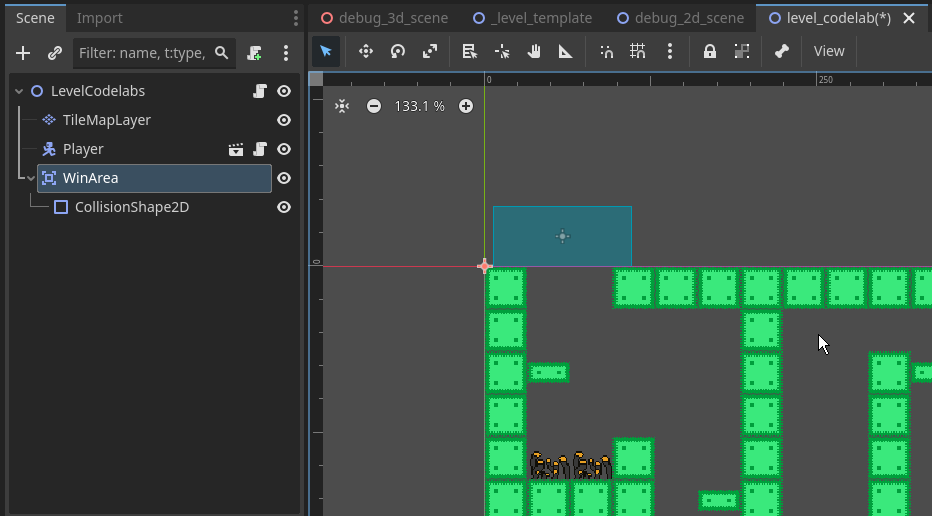 Scene Import
debug_3d_scene _level_template debug_2d_scene level_codelab(*)
Filter: name, t:type,
View
LevelCodelabs
TileMapLayer
Player
WinArea
CollisionShape2D
0 250
133.1 %
0